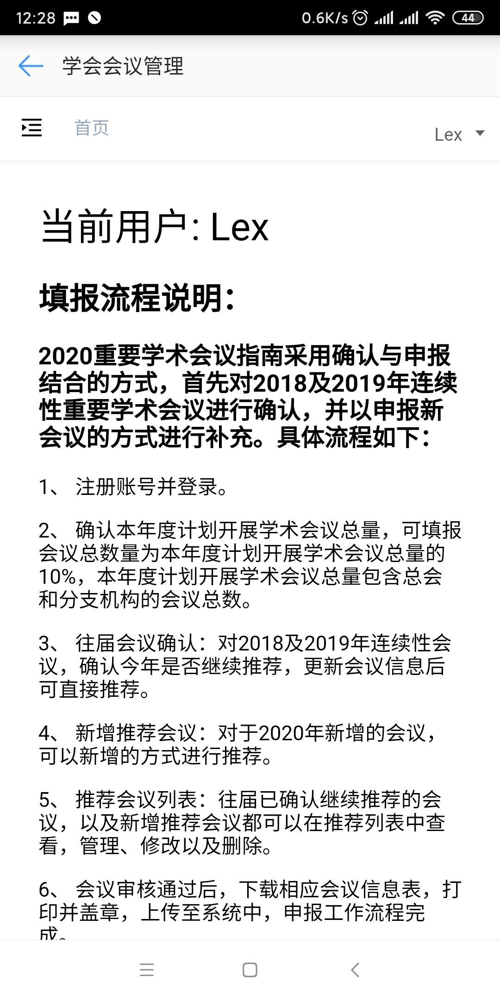 12:28
0.6K/s
44
学会会议管理
首页
Lex
当前用户: Lex
填报流程说明：
2020重要学术会议指南采用确认与申报
结合的方式，首先对2018及2019年连续
性重要学术会议进行确认，并以申报新
会议的方式进行补充。具体流程如下：
1、 注册账号并登录。
2、 确认本年度计划开展学术会议总量，可填报
会议总数量为本年度计划开展学术会议总量的
10%，本年度计划开展学术会议总量包含总会
和分支机构的会议总数。
3、 往届会议确认：对2018及2019年连续性会
议，确认今年是否继续推荐，更新会议信息后
可直接推荐。
4、 新增推荐会议：对于2020年新增的会议，
可以新增的方式进行推荐。
5、 推荐会议列表：往届已确认继续推荐的会
议，以及新增推荐会议都可以在推荐列表中查
看，管理、修改以及删除。
6、 会议审核通过后，下载相应会议信息表，打
印并盖章，上传至系统中，申报工作流程完
成。